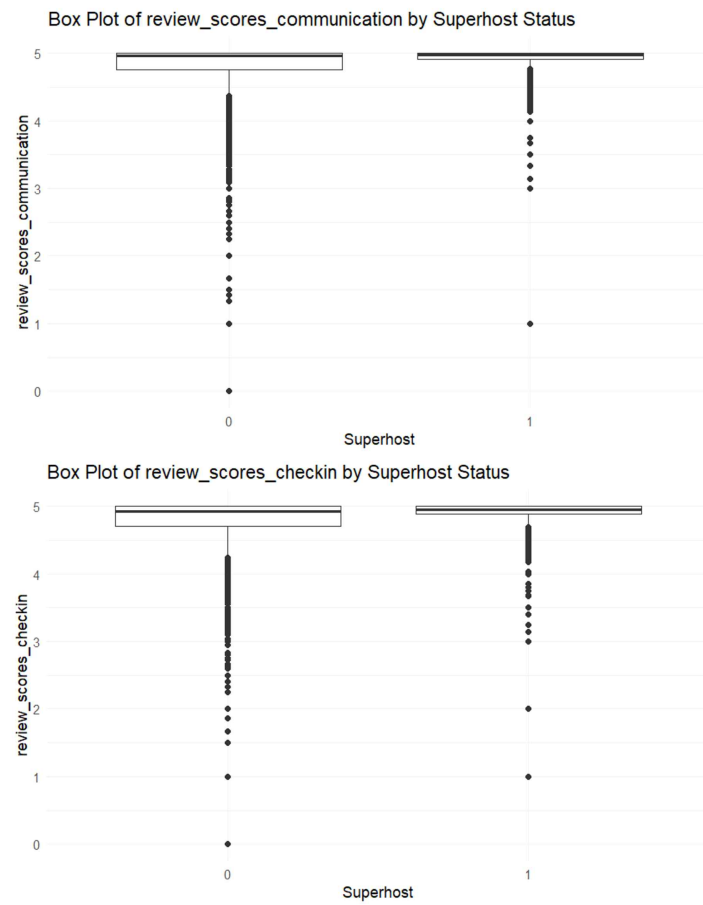 Box Plot of review_scores_communication by Superhost Status
review_scores_communication
5
4
3
2
1
0
0 1
Superhost
Box Plot of review_scores_checkin by Superhost Status
review_scores_checkin
5
4
3
2
1
0
0 1
Superhost